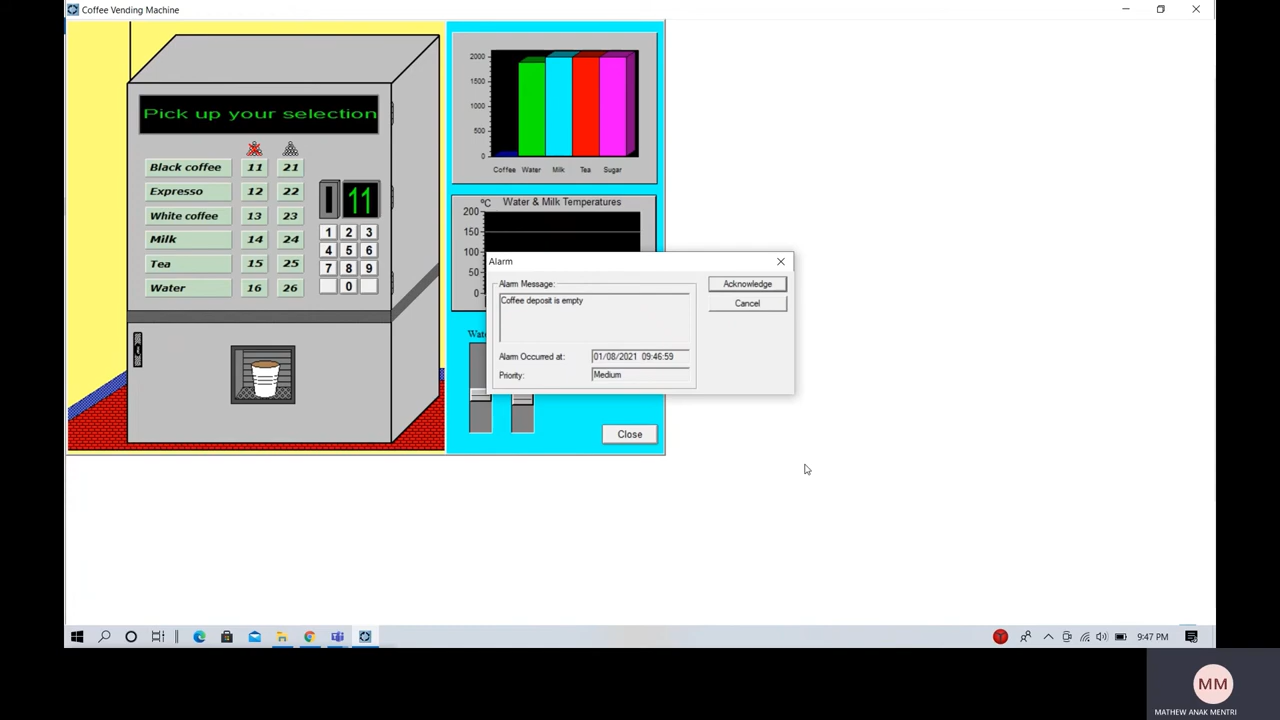 Coffee Vending Machine
Pick up your selection
Black coffee 11 21
Expresso 12 22
White coffee 13 23
Milk 14 24
Tea 15 25
Water 16 26
11
1 2 3
4 5 6
7 8 9
0
2000
1500
1000
500
0
Coffee Water Milk Tea Sugar
ºC Water & Milk Temperatures
200
150
100
50
0
Wate
Alarm
Alarm Message:
Coffee deposit is empty
Alarm Occurred at: 01/08/2021 09:46:59
Priority: Medium
Acknowledge
Cancel
Close
9:47 PM
MM
MATHEW ANAK MENTRI